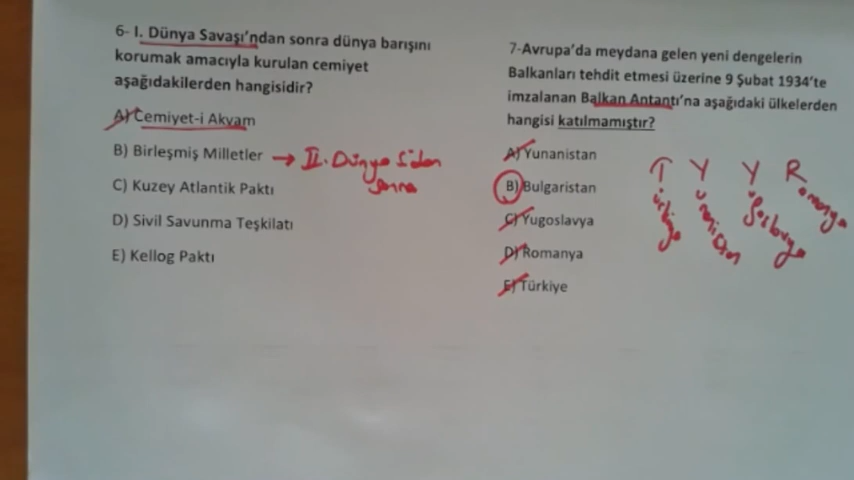 6- I. Dünya Savaşı'ndan sonra dünya barışını
korumak amacıyla kurulan cemiyet
aşağıdakilerden hangisidir?
A) Cemiyet-i Akvam
B) Birleşmiş Milletler → II. Dünya S'dan
sonra
C) Kuzey Atlantik Paktı
D) Sivil Savunma Teşkilatı
E) Kellog Paktı
7-Avrupa'da meydana gelen yeni dengelerin
Balkanları tehdit etmesi üzerine 9 Şubat 1934'te
imzalanan Balkan Antantı'na aşağıdaki ülkelerden
hangisi katılmamıştır?
A) Yunanistan
B) Bulgaristan
C) Yugoslavya
D) Romanya
E) Türkiye
Türkiye
Yunanistan
Yugoslavya
Romanya